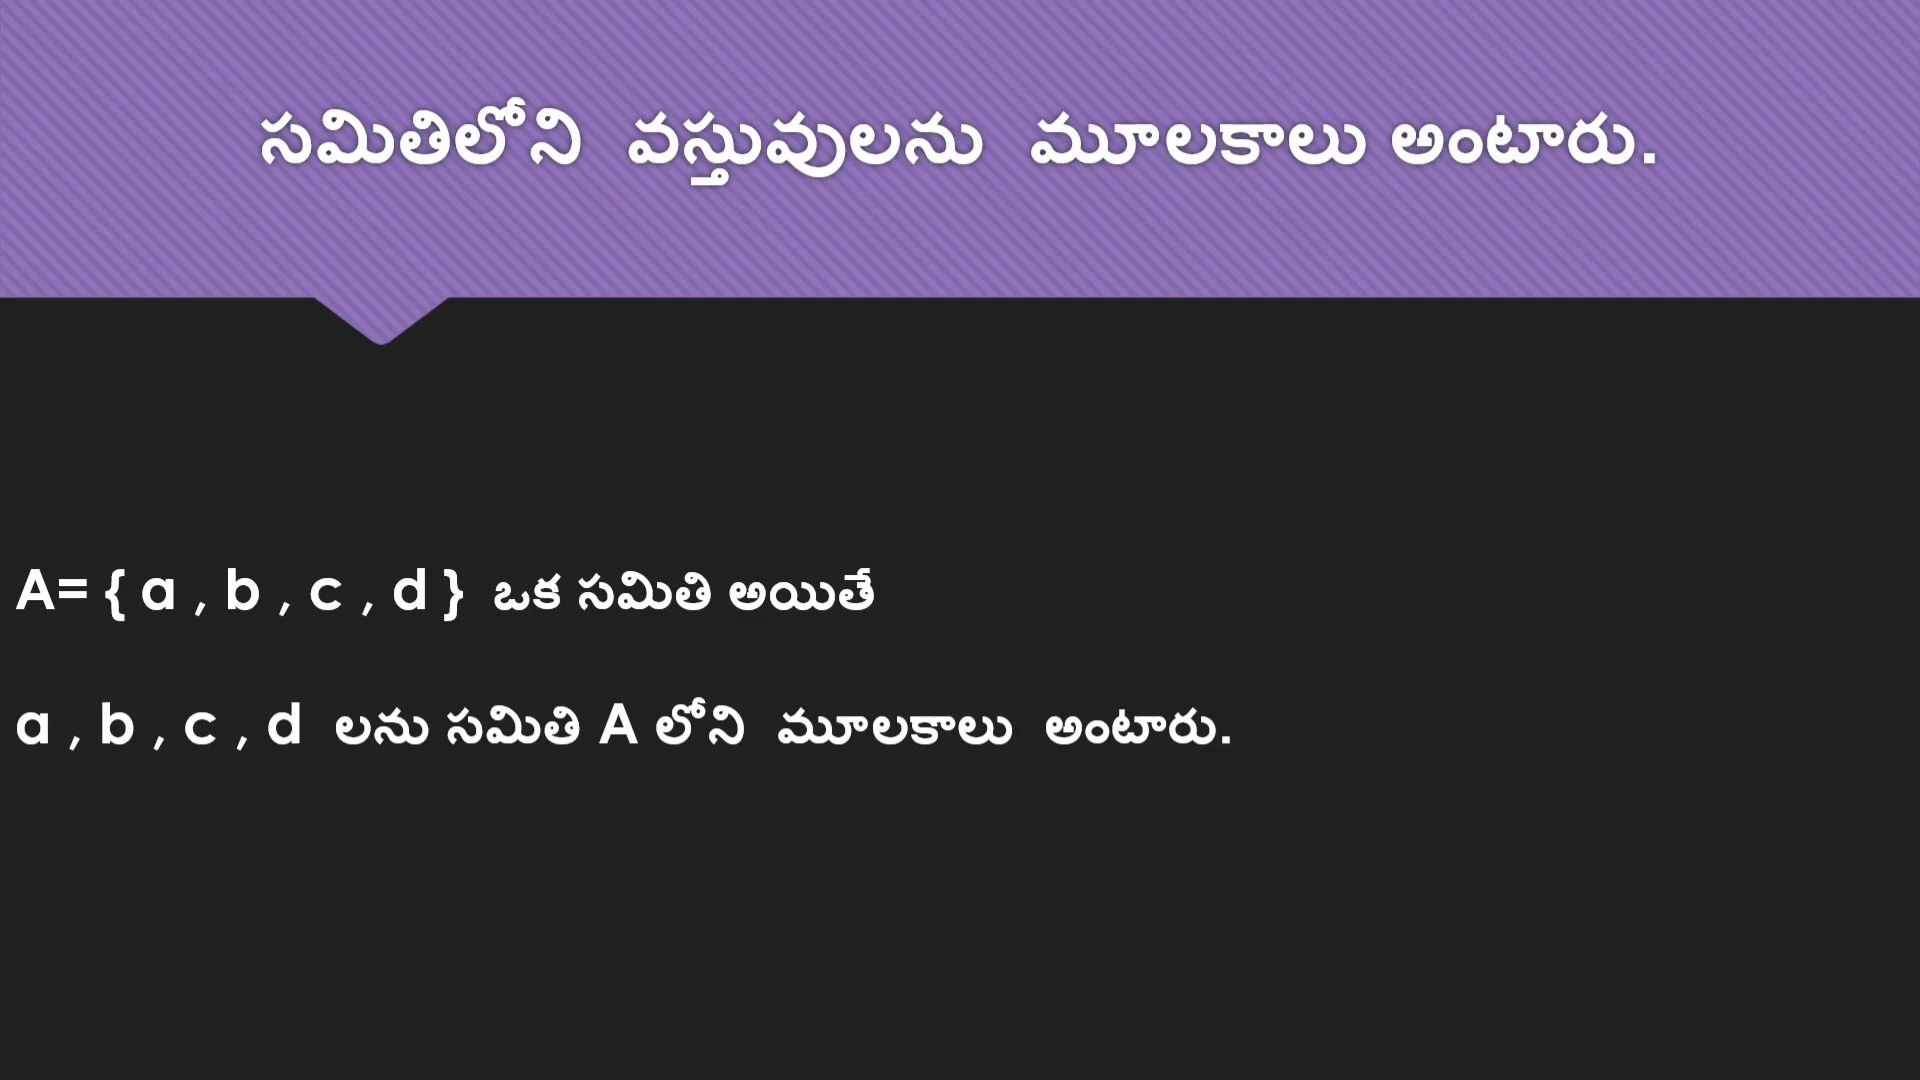 సమితిలోని వస్తువులను మూలకాలు అంటారు.
A= { a , b , c , d } ఒక సమితి అయితే
a , b , c , d లను సమితి A లోని మూలకాలు అంటారు.